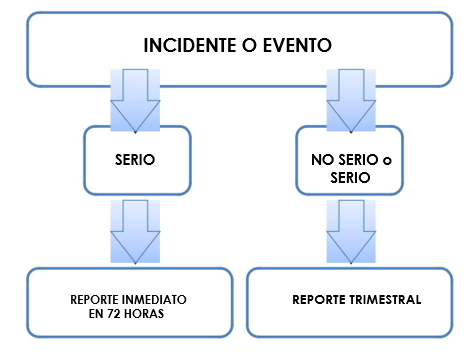 INCIDENTE O EVENTO
SERIO
NO SERIO o
SERIO
REPORTE INMEDIATO
EN 72 HORAS
REPORTE TRIMESTRAL